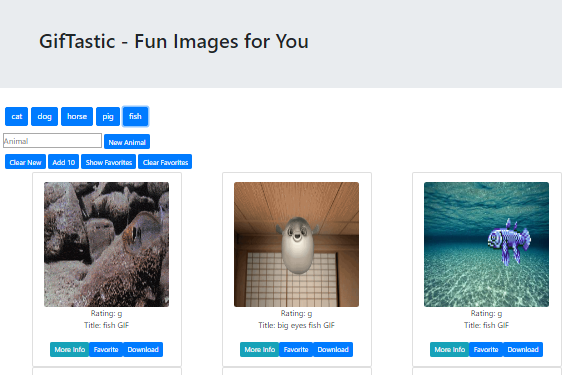 GifTastic - Fun Images for You
cat dog horse pig fish
Animal New Animal
Clear New Add 10 Show Favorites Clear Favorites
Rating: g Rating: g Rating: g
Title: fish GIF Title: big eyes fish GIF Title: fish GIF
More Info Favorite Download More Info Favorite Download More Info Favorite Download